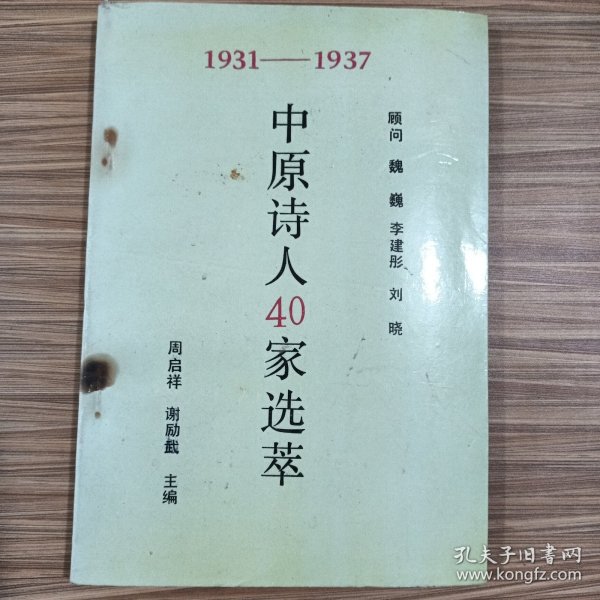 1931——1937
顾问 魏巍 李建彤 刘晓
中原诗人40家选萃
周启祥 谢励武 主编
孔夫子旧书网
www.kongfz.com